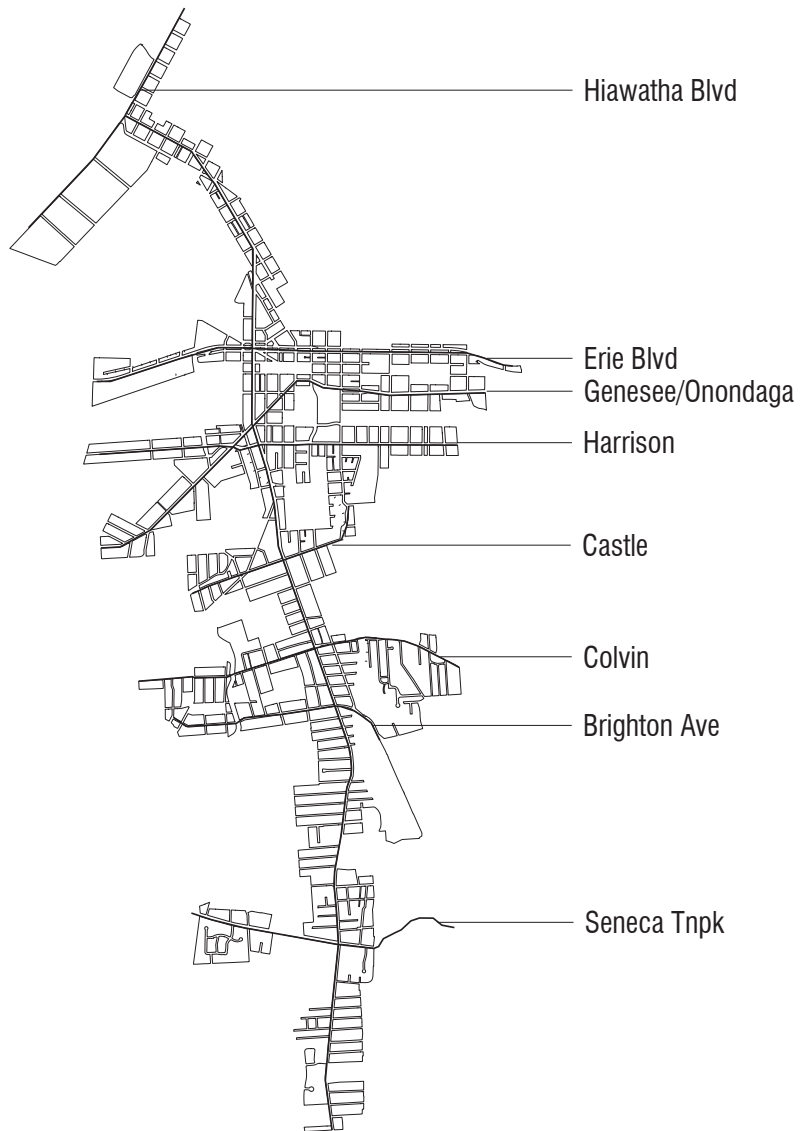 Hiawatha Blvd
Erie Blvd
Genesee/Onondaga
Harrison
Castle
Colvin
Brighton Ave
Seneca Tnpk